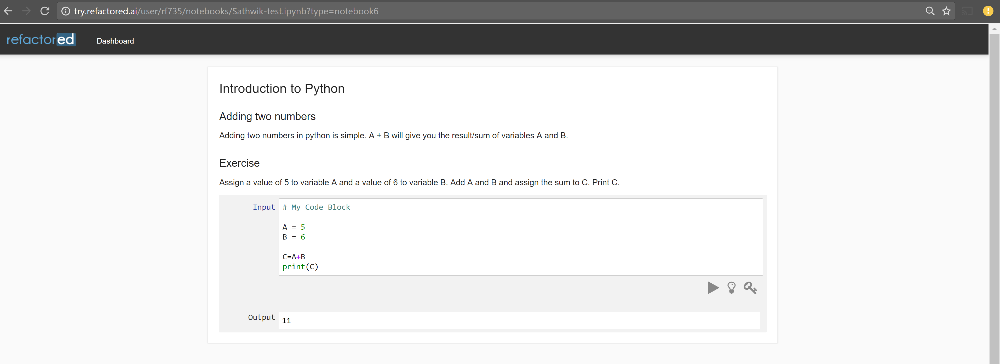 try.refactored.ai/user/rf735/notebooks/Sathwik-test.ipynb?type=notebook6
refactored Dashboard
Introduction to Python
Adding two numbers
Adding two numbers in python is simple. A + B will give you the result/sum of variables A and B.
Exercise
Assign a value of 5 to variable A and a value of 6 to variable B. Add A and B and assign the sum to C. Print C.
Input # My Code Block
A = 5
B = 6
C=A+B
print(C)
Output 11